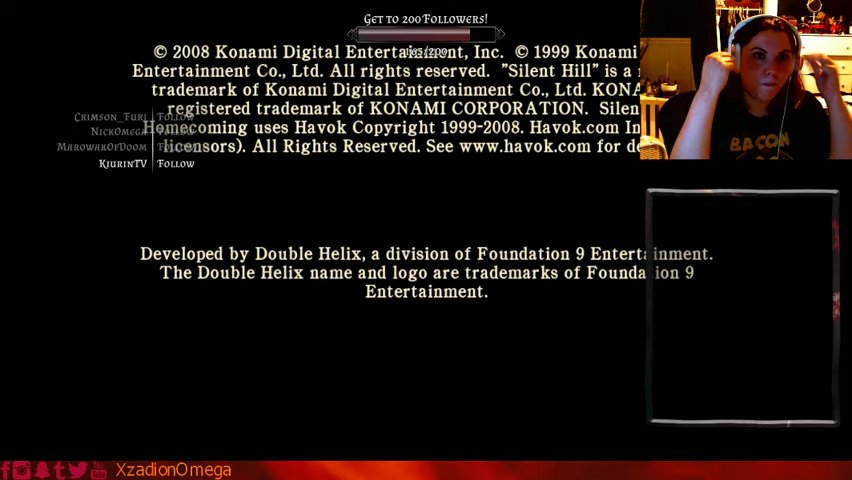 Get to 200 Followers!
165/200
© 2008 Konami Digital Entertainment, Inc. © 1999 Konami
Entertainment Co., Ltd. All rights reserved. "Silent Hill" is a
trademark of Konami Digital Entertainment Co., Ltd.
registered trademark of KONAMI CORPORATION.
Homecoming uses Havok Copyright 1999-2008. Havok.com
licensors). All Rights Reserved. See www.havok.com for
Crimson_Furi Follow
NickOmega Follow
MarowakOfDoom Follow
KjurinTV Follow
BACON
Developed by Double Helix, a division of Foundation 9 Entertainment.
The Double Helix name and logo are trademarks of Foundation 9
Entertainment.
XzadionOmega